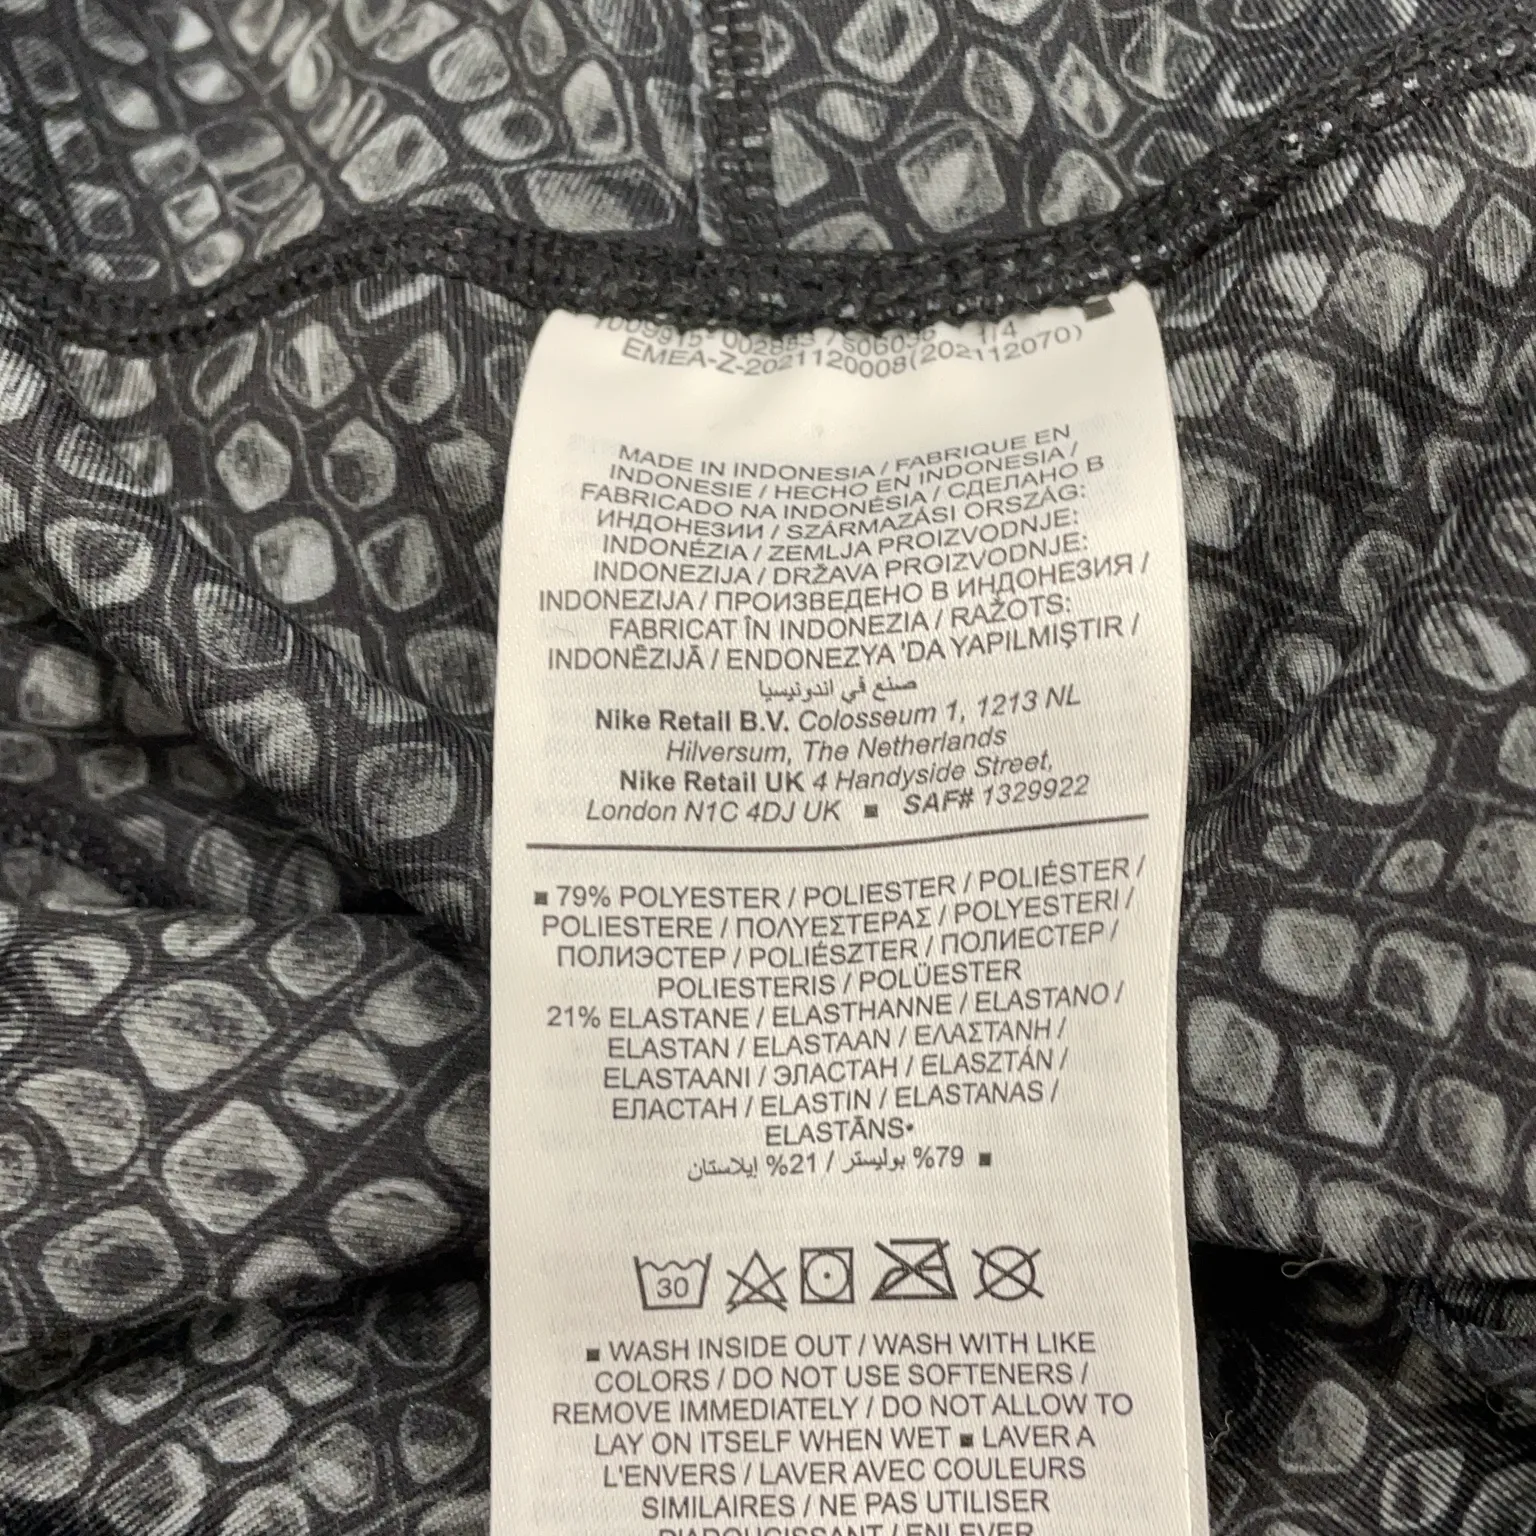 EMEA-Z-2021120008(202112070)
MADE IN INDONESIA / FABRIQUE EN
INDONESIE / HECHO EN INDONESIA /
FABRICADO NA INDONÉSIA / СДЕЛАНО В
ИНДОНЕЗИИ / SZÁRMAZÁSI ORSZÁG:
INDONÉZIA / ZEMLJA PROIZVODNJE:
INDONEZIJA / DRŽAVA PROIZVODNJE:
INDONEZIJA / ПРОИЗВЕДЕНО В ИНДОНЕЗИЯ /
FABRICAT ÎN INDONEZIA / RAŽOTS:
INDONĒZIJĀ / ENDONEZYA 'DA YAPILMIŞTIR /
صنع في اندونيسيا
Nike Retail B.V. Colosseum 1, 1213 NL
Hilversum, The Netherlands
Nike Retail UK 4 Handyside Street,
London N1C 4DJ UK ■ SAF# 1329922
■ 79% POLYESTER / POLIESTER / POLIÉSTER /
POLIESTERE / ΠΟΛΥΕΣΤΕΡΑΣ / POLYESTERI /
ПОЛИЭСТЕР / POLIÉSZTER / ПОЛИЕСТЕР /
POLIESTERIS / POLÜESTER
21% ELASTANE / ELASTHANNE / ELASTANO /
ELASTAN / ELASTAAN / ΕΛΑΣΤΑΝΗ /
ELASTAANI / ЭЛАСТАН / ELASZTÁN /
ЕЛАСТАН / ELASTIN / ELASTANAS /
ELASTĀNS•
■ 79% بوليستر / 21% إيلاستان
30
■ WASH INSIDE OUT / WASH WITH LIKE
COLORS / DO NOT USE SOFTENERS /
REMOVE IMMEDIATELY / DO NOT ALLOW TO
LAY ON ITSELF WHEN WET ■ LAVER A
L'ENVERS / LAVER AVEC COULEURS
SIMILAIRES / NE PAS UTILISER
D'ADOUCISSANT / ENLEVER